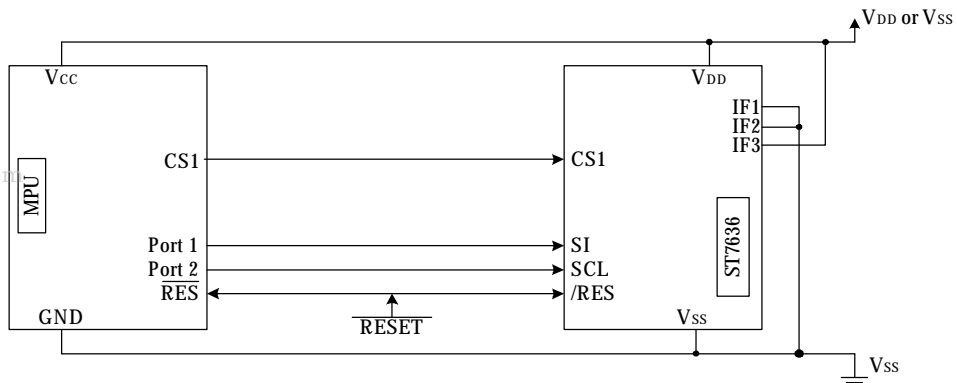 VDD or VSS
VCC
VDD
IF1
IF2
IF3
CS1
CS1
m
MPU
ST7636
Port 1
SI
Port 2
SCL
RES
/RES
RESET
GND
VSS
VSS